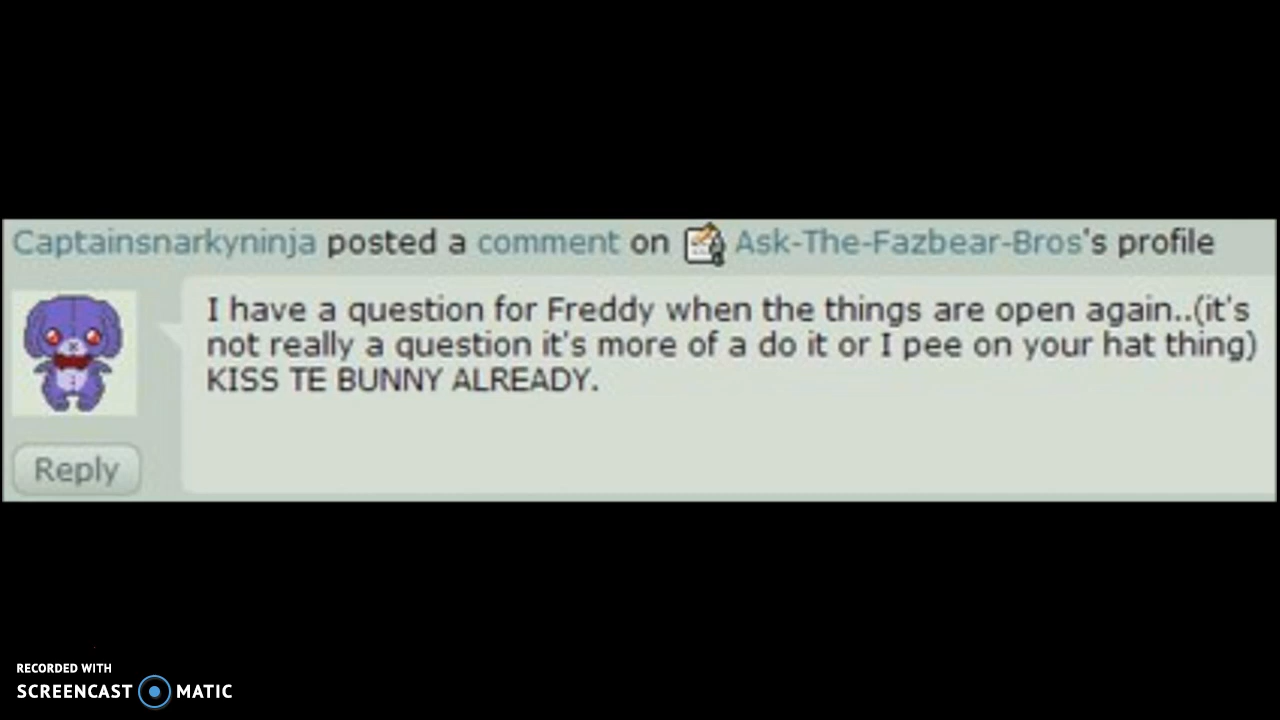 Captainsnarkyninja posted a comment on Ask-The-Fazbear-Bros's profile
I have a question for Freddy when the things are open again..(it's
not really a question it's more of a do it or I pee on your hat thing)
KISS TE BUNNY ALREADY.
Reply
RECORDED WITH
SCREENCAST MATIC